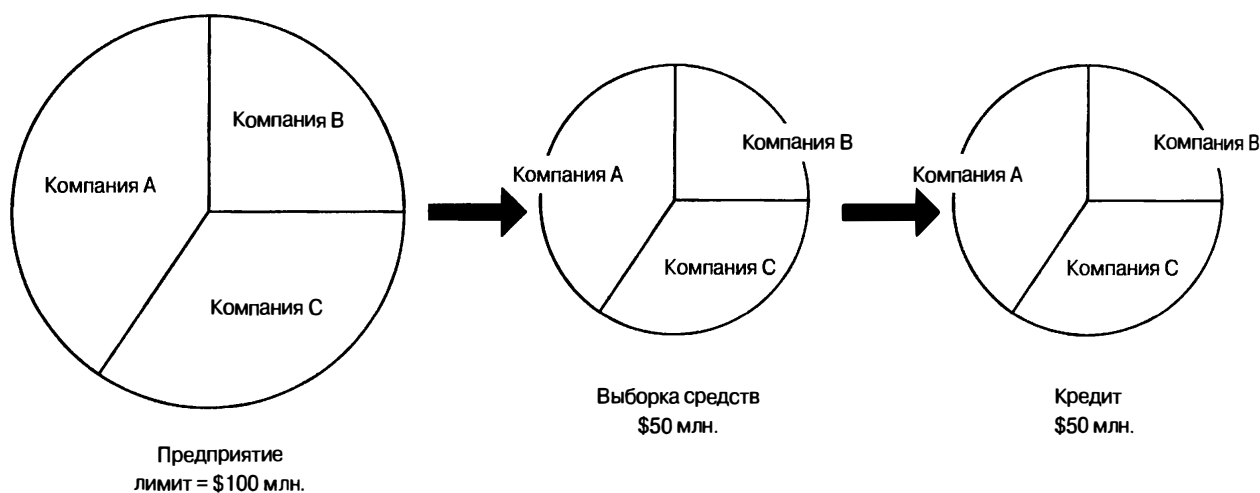 Компания A
Компания B
Компания C
Предприятие
лимит = $100 млн.
Компания A
Компания B
Компания C
Выборка средств
$50 млн.
Компания A
Компания B
Компания C
Кредит
$50 млн.